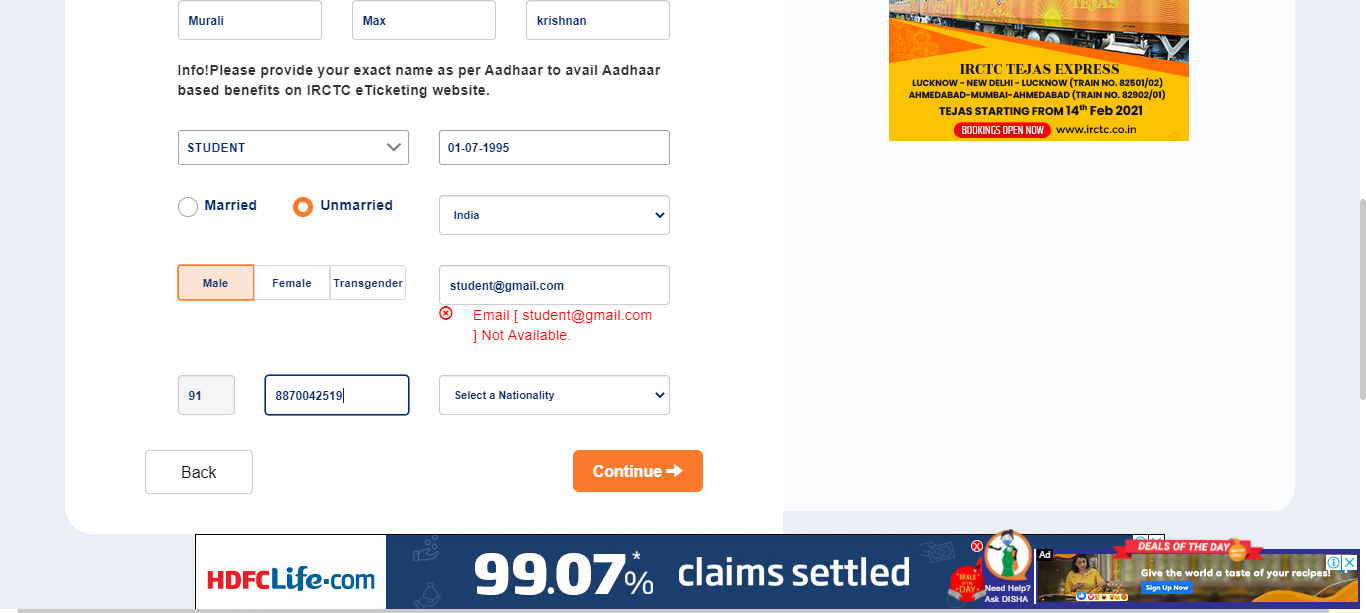 Murali
Max
krishnan
Info!Please provide your exact name as per Aadhaar to avail Aadhaar
based benefits on IRCTC eTicketing website.
STUDENT
01-07-1995
Married
Unmarried
India
Male
Female
Transgender
student@gmail.com
Email [ student@gmail.com
] Not Available.
91
8870042519
Select a Nationality
Back
Continue
TEJAS
IRCTC TEJAS EXPRESS
LUCKNOW - NEW DELHI - LUCKNOW (TRAIN NO. 82501/02)
AHMEDABAD-MUMBAI-AHMEDABAD (TRAIN NO. 82902/01)
TEJAS STARTING FROM 14th Feb 2021
BOOKINGS OPEN NOW www.irctc.co.in
HDFCLife.com
99.07*% claims settled
DEALS OF THE DAY
Need Help?
Ask DISHA
Ad
DEALS OF THE DAY
Give the world a taste of your recipes!
Sign Up Now